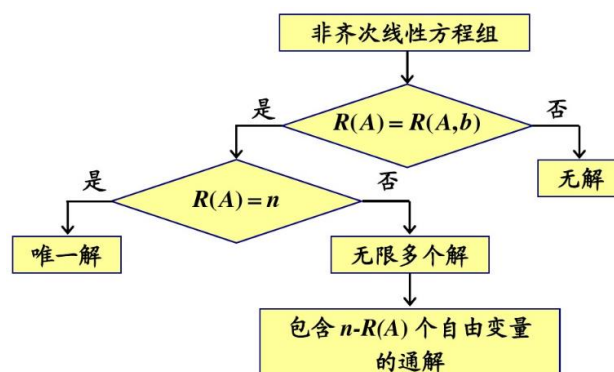 非齐次线性方程组
是
R(A) = R(A,b)
否
是
R(A) = n
否
无解
唯一解
无限多个解
包含 n-R(A) 个自由变量
的通解